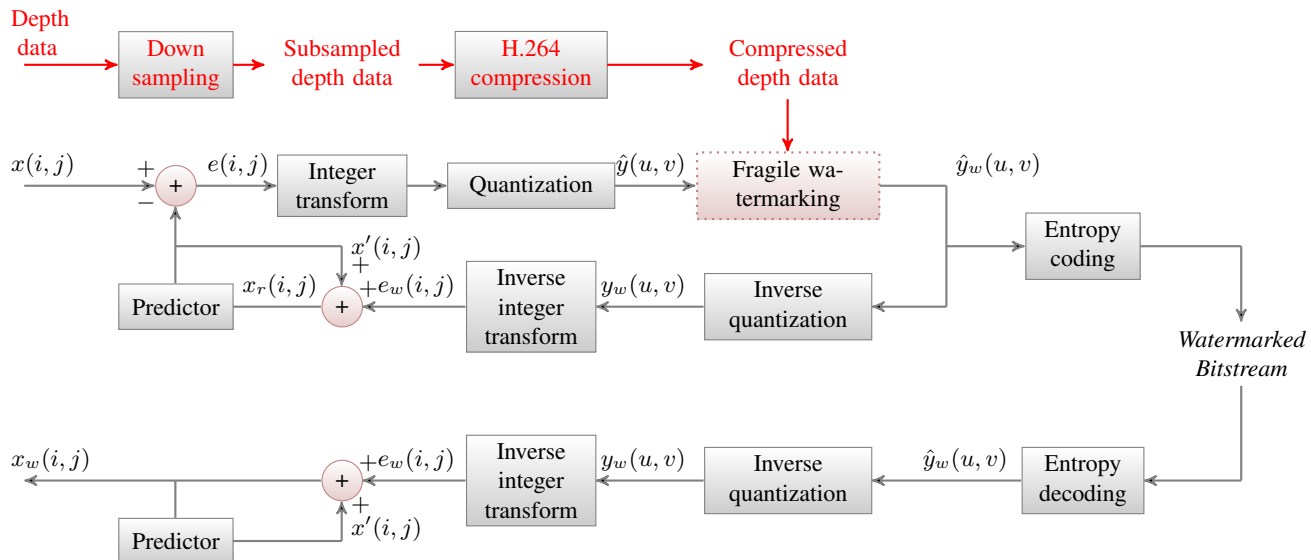 Depth
data
Down
sampling
Subsampled
depth data
H.264
compression
Compressed
depth data
x(i, j)
+
−
+
e(i, j)
Integer
transform
Quantization
ŷ(u, v)
Fragile wa-
termarking
ŷ_w(u, v)
Entropy
coding
x′(i, j)
+
Predictor
x_r(i, j)
+
+
e_w(i, j)
Inverse
integer
transform
y_w(u, v)
Inverse
quantization
Watermarked
Bitstream
x_w(i, j)
+
+
e_w(i, j)
+
x′(i, j)
Predictor
Inverse
integer
transform
y_w(u, v)
Inverse
quantization
ŷ_w(u, v)
Entropy
decoding